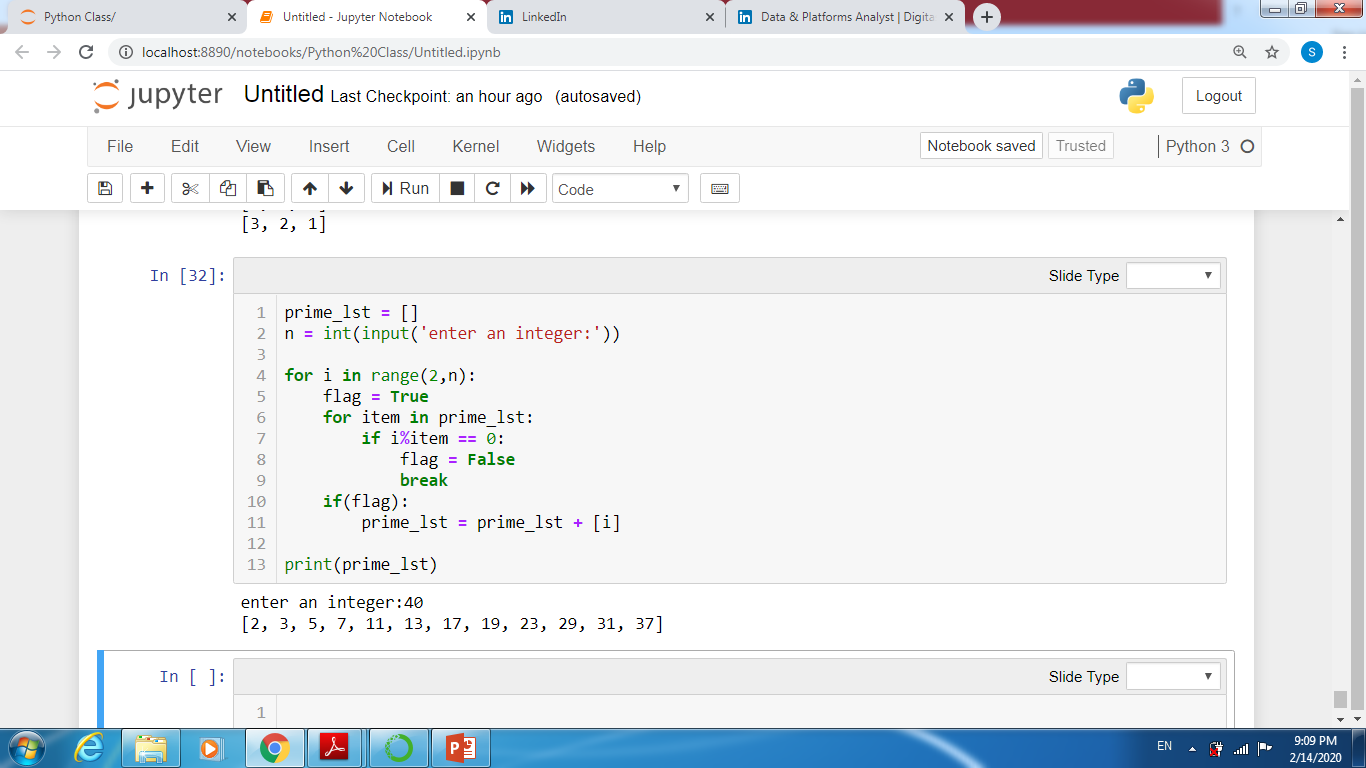 Python Class/
Untitled - Jupyter Notebook
LinkedIn
Data & Platforms Analyst | Digita
localhost:8890/notebooks/Python%20Class/Untitled.ipynb
S
jupyter Untitled Last Checkpoint: an hour ago (autosaved)
Logout
File Edit View Insert Cell Kernel Widgets Help
Notebook saved Trusted Python 3
Run Code
[3, 2, 1]
In [32]:
Slide Type
1 prime_lst = []
2 n = int(input('enter an integer:'))
3
4 for i in range(2,n):
5     flag = True
6     for item in prime_lst:
7         if i%item == 0:
8             flag = False
9             break
10     if(flag):
11         prime_lst = prime_lst + [i]
12
13 print(prime_lst)
enter an integer:40
[2, 3, 5, 7, 11, 13, 17, 19, 23, 29, 31, 37]
In [ ]:
Slide Type
1
EN
9:09 PM
2/14/2020